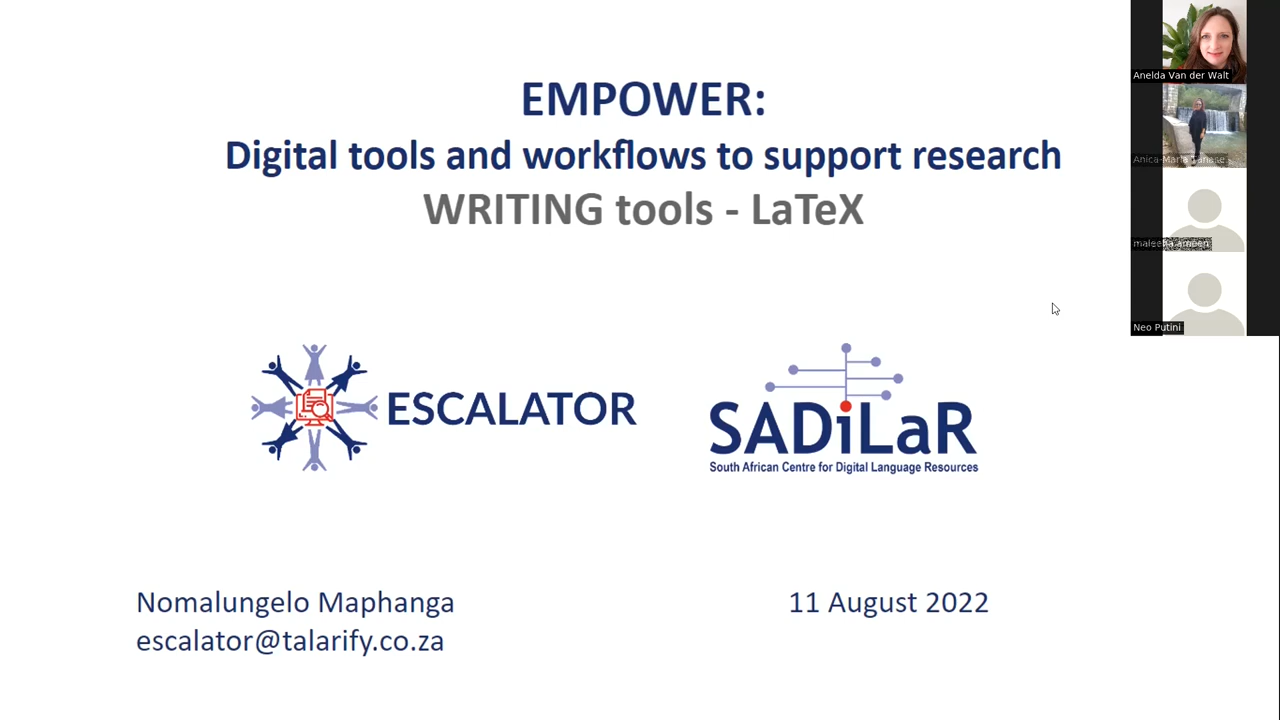 EMPOWER:
Digital tools and workflows to support research
WRITING tools - LaTeX
ESCALATOR
SADiLaR
South African Centre for Digital Language Resources
Nomalungelo Maphanga
11 August 2022
escalator@talarify.co.za
Anelda Van der Walt
Neo Putini